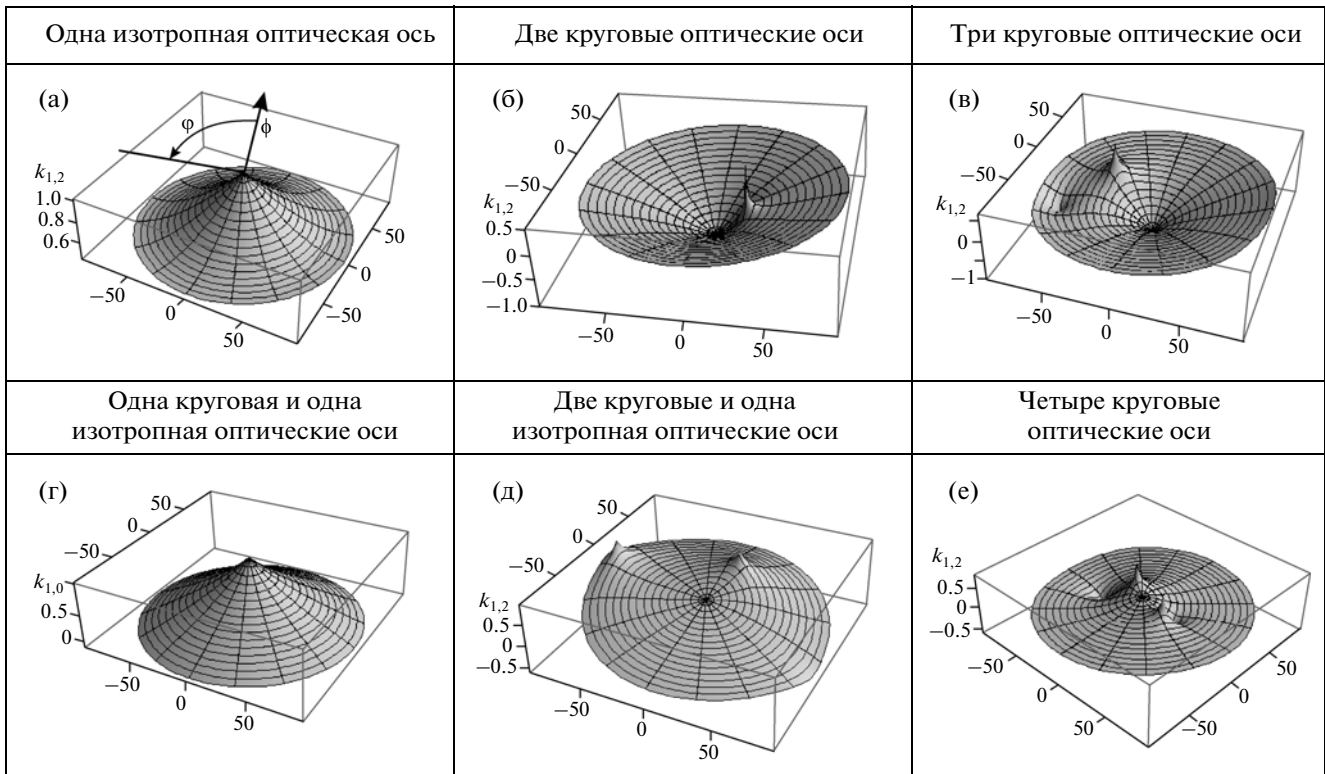 Одна изотропная оптическая ось
Две круговые оптические оси
Три круговые оптические оси
(а)
φ
ϕ
k1,2
1.0
0.8
0.6
−50
0
50
50
0
−50
(б)
50
0
−50
k1,2
0.5
0
−0.5
−1.0
−50
0
50
(в)
50
0
−50
k1,2
0
−1
−50
0
50
Одна круговая и одна
изотропная оптические оси
Две круговые и одна
изотропная оптические оси
Четыре круговые
оптические оси
(г)
50
0
−50
k1,0
0.5
0
−50
0
50
(д)
50
0
−50
k1,2
0.5
0
−0.5
−50
0
50
(е)
k1,2
0.5
0
−0.5
−50
0
50
50
0
−50